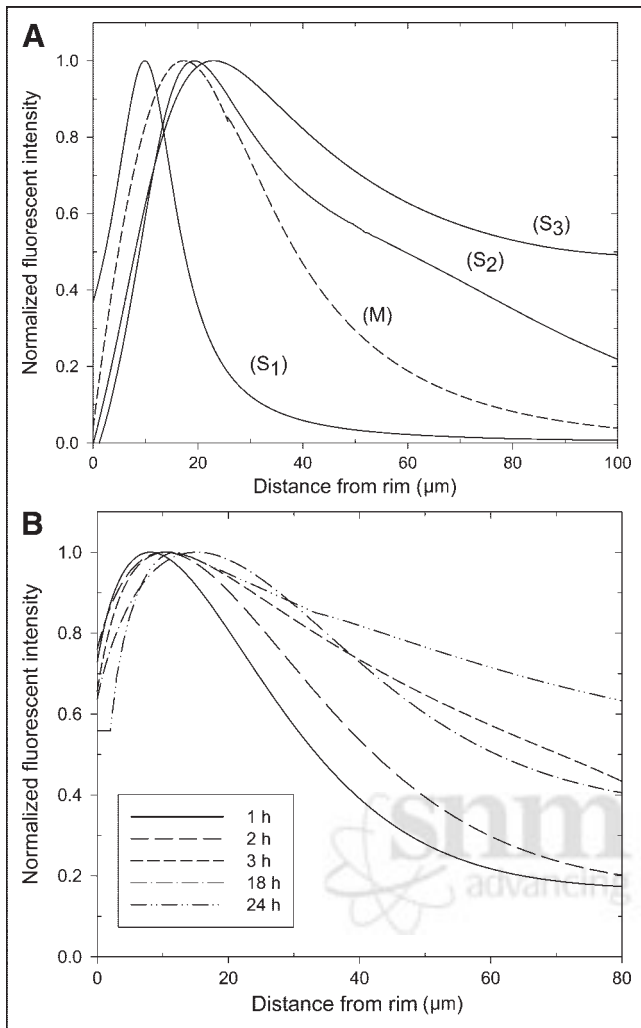 A
Normalized fluorescent intensity
1.0
0.8
0.6
0.4
0.2
0.0
(S1)
(M)
(S2)
(S3)
0
20
40
60
80
100
Distance from rim (µm)
B
Normalized fluorescent intensity
1.0
0.8
0.6
0.4
0.2
0.0
1 h
2 h
3 h
18 h
24 h
snm
advancing
0
20
40
60
80
Distance from rim (µm)